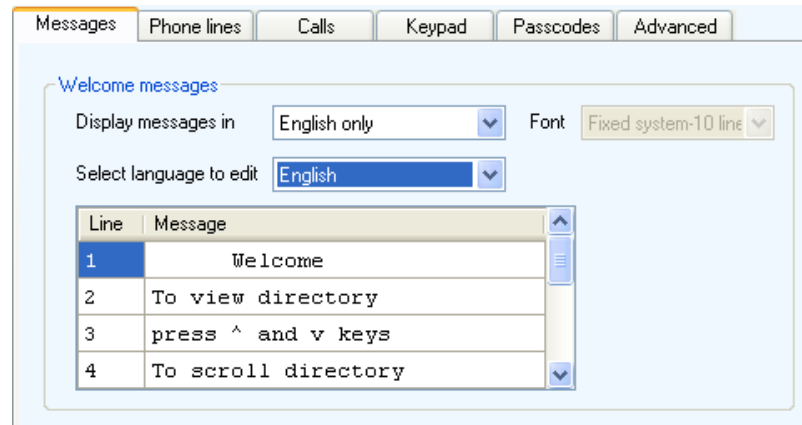 Messages Phone lines Calls Keypad Passcodes Advanced
Welcome messages
Display messages in English only Font Fixed system-10 line
Select language to edit English
Line Message
1 Welcome
2 To view directory
3 press ^ and v keys
4 To scroll directory